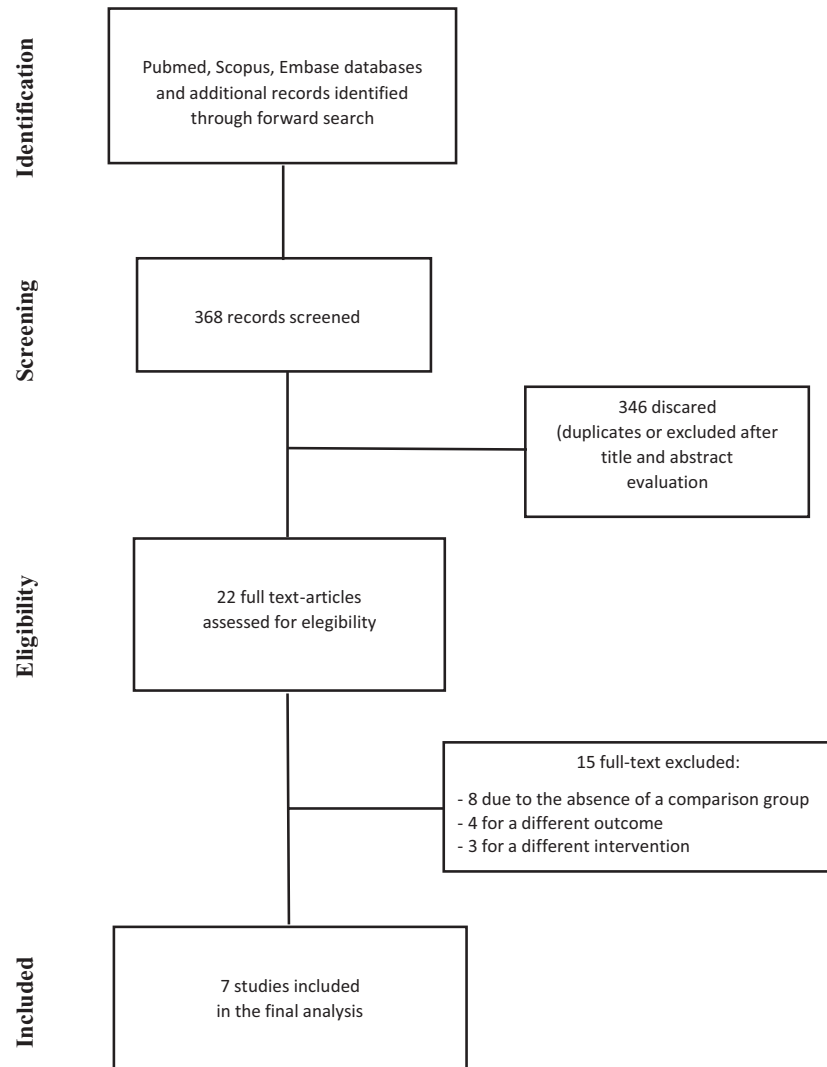 Identification
Pubmed, Scopus, Embase databases
and additional records identified
through forward search
Screening
368 records screened
346 discared
(duplicates or excluded after
title and abstract
evaluation
Eligibility
22 full text-articles
assessed for elegibility
15 full-text excluded:
- 8 due to the absence of a comparison group
- 4 for a different outcome
- 3 for a different intervention
Included
7 studies included
in the final analysis